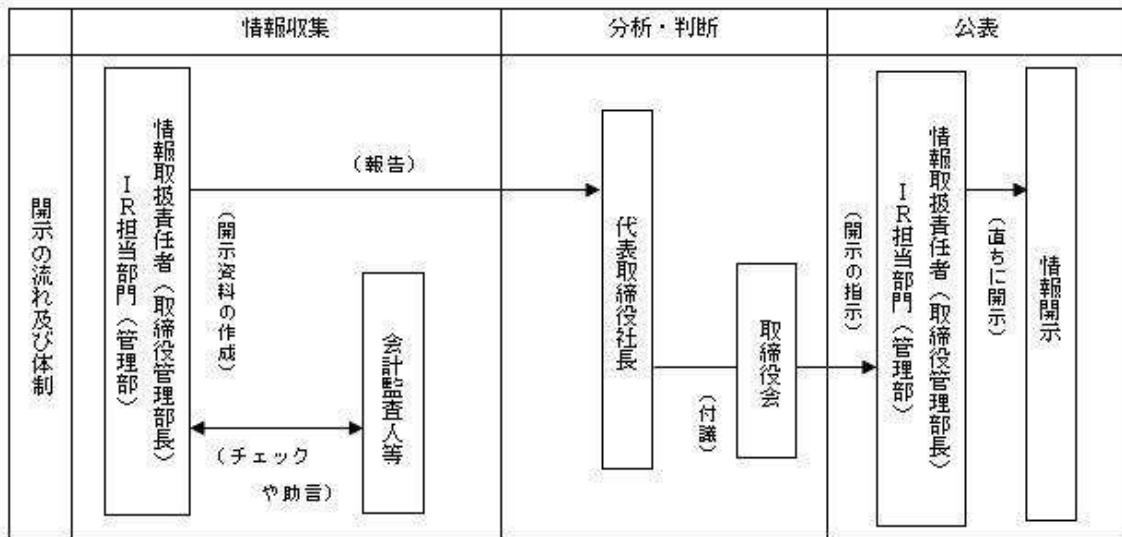 情報収集
分析・判断
公表
開示の流れ及び体制
情報取扱責任者（取締役管理部長）
ＩＲ担当部門（管理部）
（報告）
（開示資料の作成）
会計監査人等
（チェック
や助言）
代表取締役社長
（付議）
取締役会
（開示の指示）
情報取扱責任者（取締役管理部長）
ＩＲ担当部門（管理部）
（直ちに開示）
情報開示